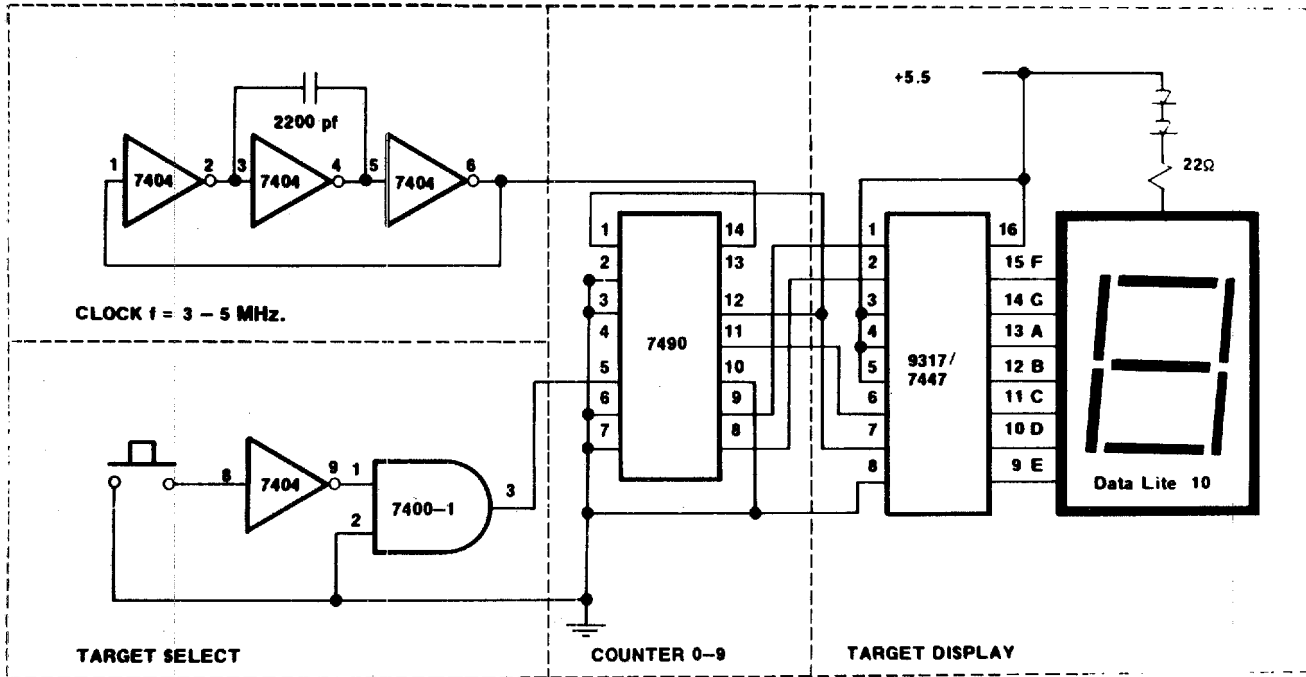 2200 pf
1 7404 2 3 7404 4 5 7404 6
CLOCK f = 3 – 5 MHz.
8 7404 9 1
2
7400–1
3
TARGET SELECT
1 14
2 13
3 12
4 11
5 10
6 9
7 8
7490
COUNTER 0–9
+5.5
22Ω
1 16
2 15 F
3 14 G
4 13 A
5 12 B
6 11 C
7 10 D
8 9 E
9317/
7447
Data Lite 10
TARGET DISPLAY